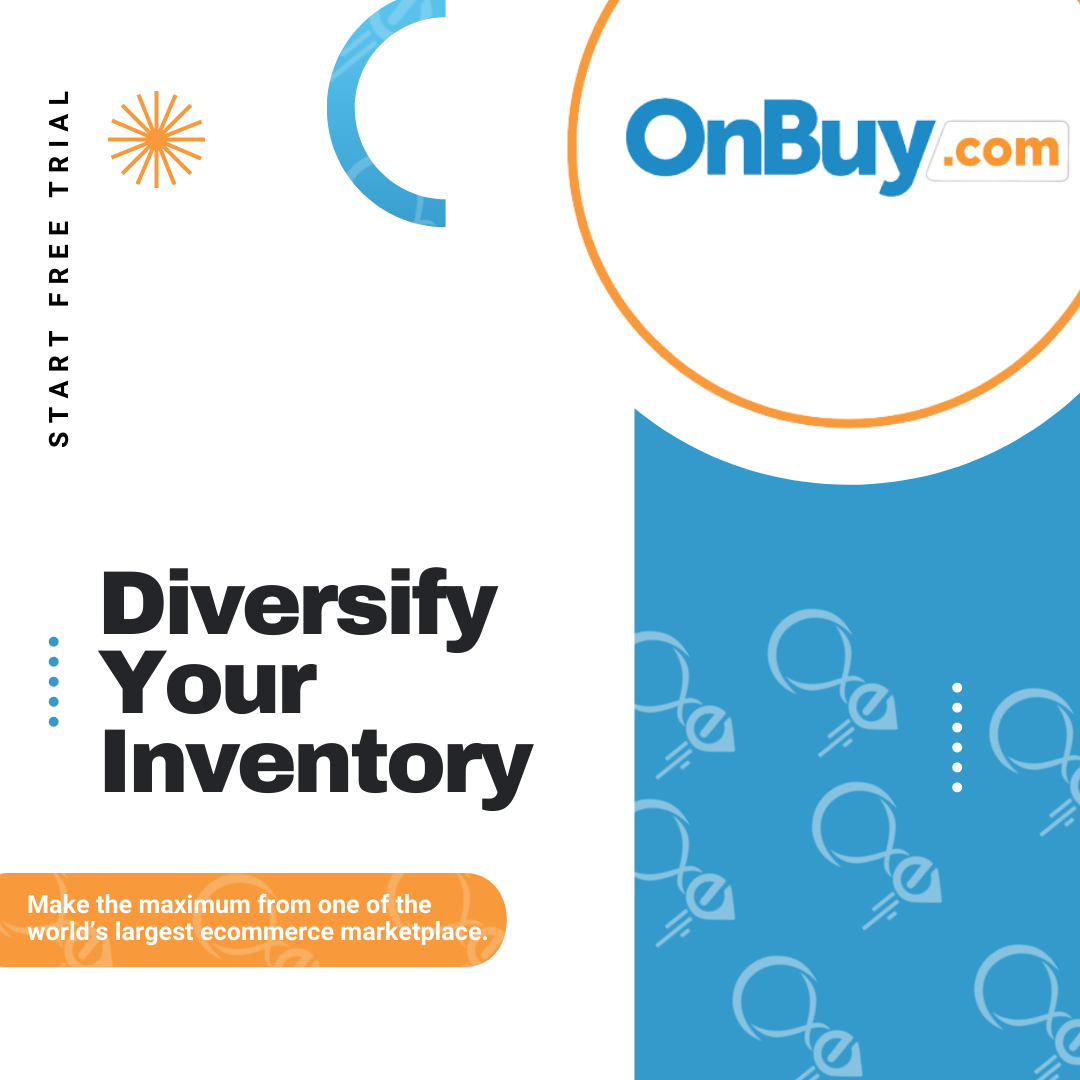 START FREE TRIAL
OnBuy.com
Diversify
Your
Inventory
Make the maximum from one of the
world’s largest ecommerce marketplace.